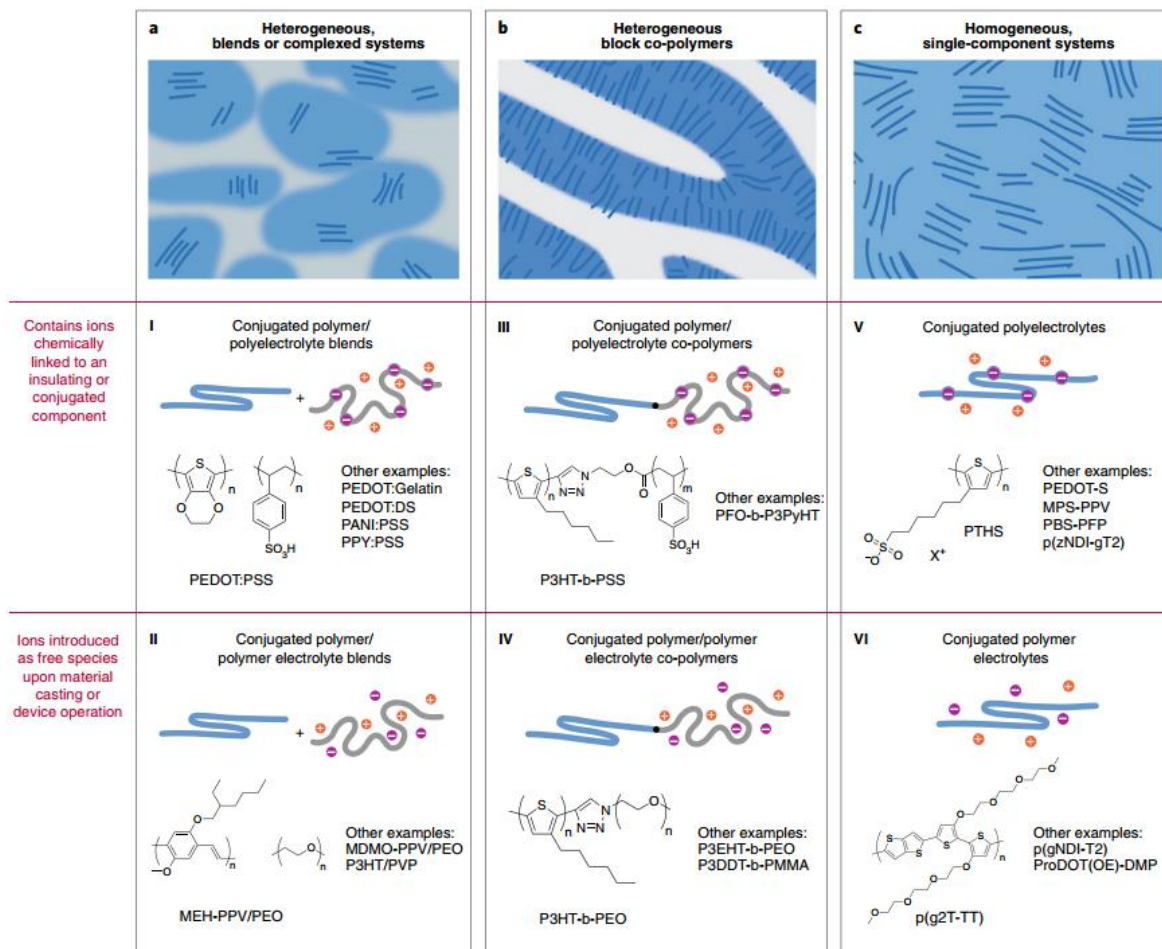 a
Heterogeneous,
blends or complexed systems
b
Heterogeneous
block co-polymers
c
Homogeneous,
single-component systems
Contains ions
chemically
linked to an
insulating or
conjugated
component
I
Conjugated polymer/
polyelectrolyte blends
+
+
+
+
+
−
−
−
−
S
n
O
O
n
SO3H
Other examples:
PEDOT:Gelatin
PEDOT:DS
PANI:PSS
PPY:PSS
PEDOT:PSS
III
Conjugated polymer/
polyelectrolyte co-polymers
+
+
+
+
−
−
−
−
S
n
N
N=N
O
O
m
SO3H
Other examples:
PFO-b-P3PyHT
P3HT-b-PSS
V
Conjugated polyelectrolytes
+
+
+
+
−
−
−
−
S
n
O
S
O
−O
X+
PTHS
Other examples:
PEDOT-S
MPS-PPV
PBS-PFP
p(zNDI-gT2)
Ions introduced
as free species
upon material
casting or
device operation
II
Conjugated polymer/
polymer electrolyte blends
+
+
+
+
+
−
−
−
−
O
n
O
O
n
Other examples:
MDMO-PPV/PEO
P3HT/PVP
MEH-PPV/PEO
IV
Conjugated polymer/polymer
electrolyte co-polymers
+
+
+
+
−
−
−
−
S
n
N
N=N
O
n
Other examples:
P3EHT-b-PEO
P3DDT-b-PMMA
P3HT-b-PEO
VI
Conjugated polymer
electrolytes
−
+
−
−
+
+
O
O
O
O
S
S
S
S
n
O
O
O
O
Other examples:
p(gNDI-T2)
ProDOT(OE)-DMP
p(g2T-TT)